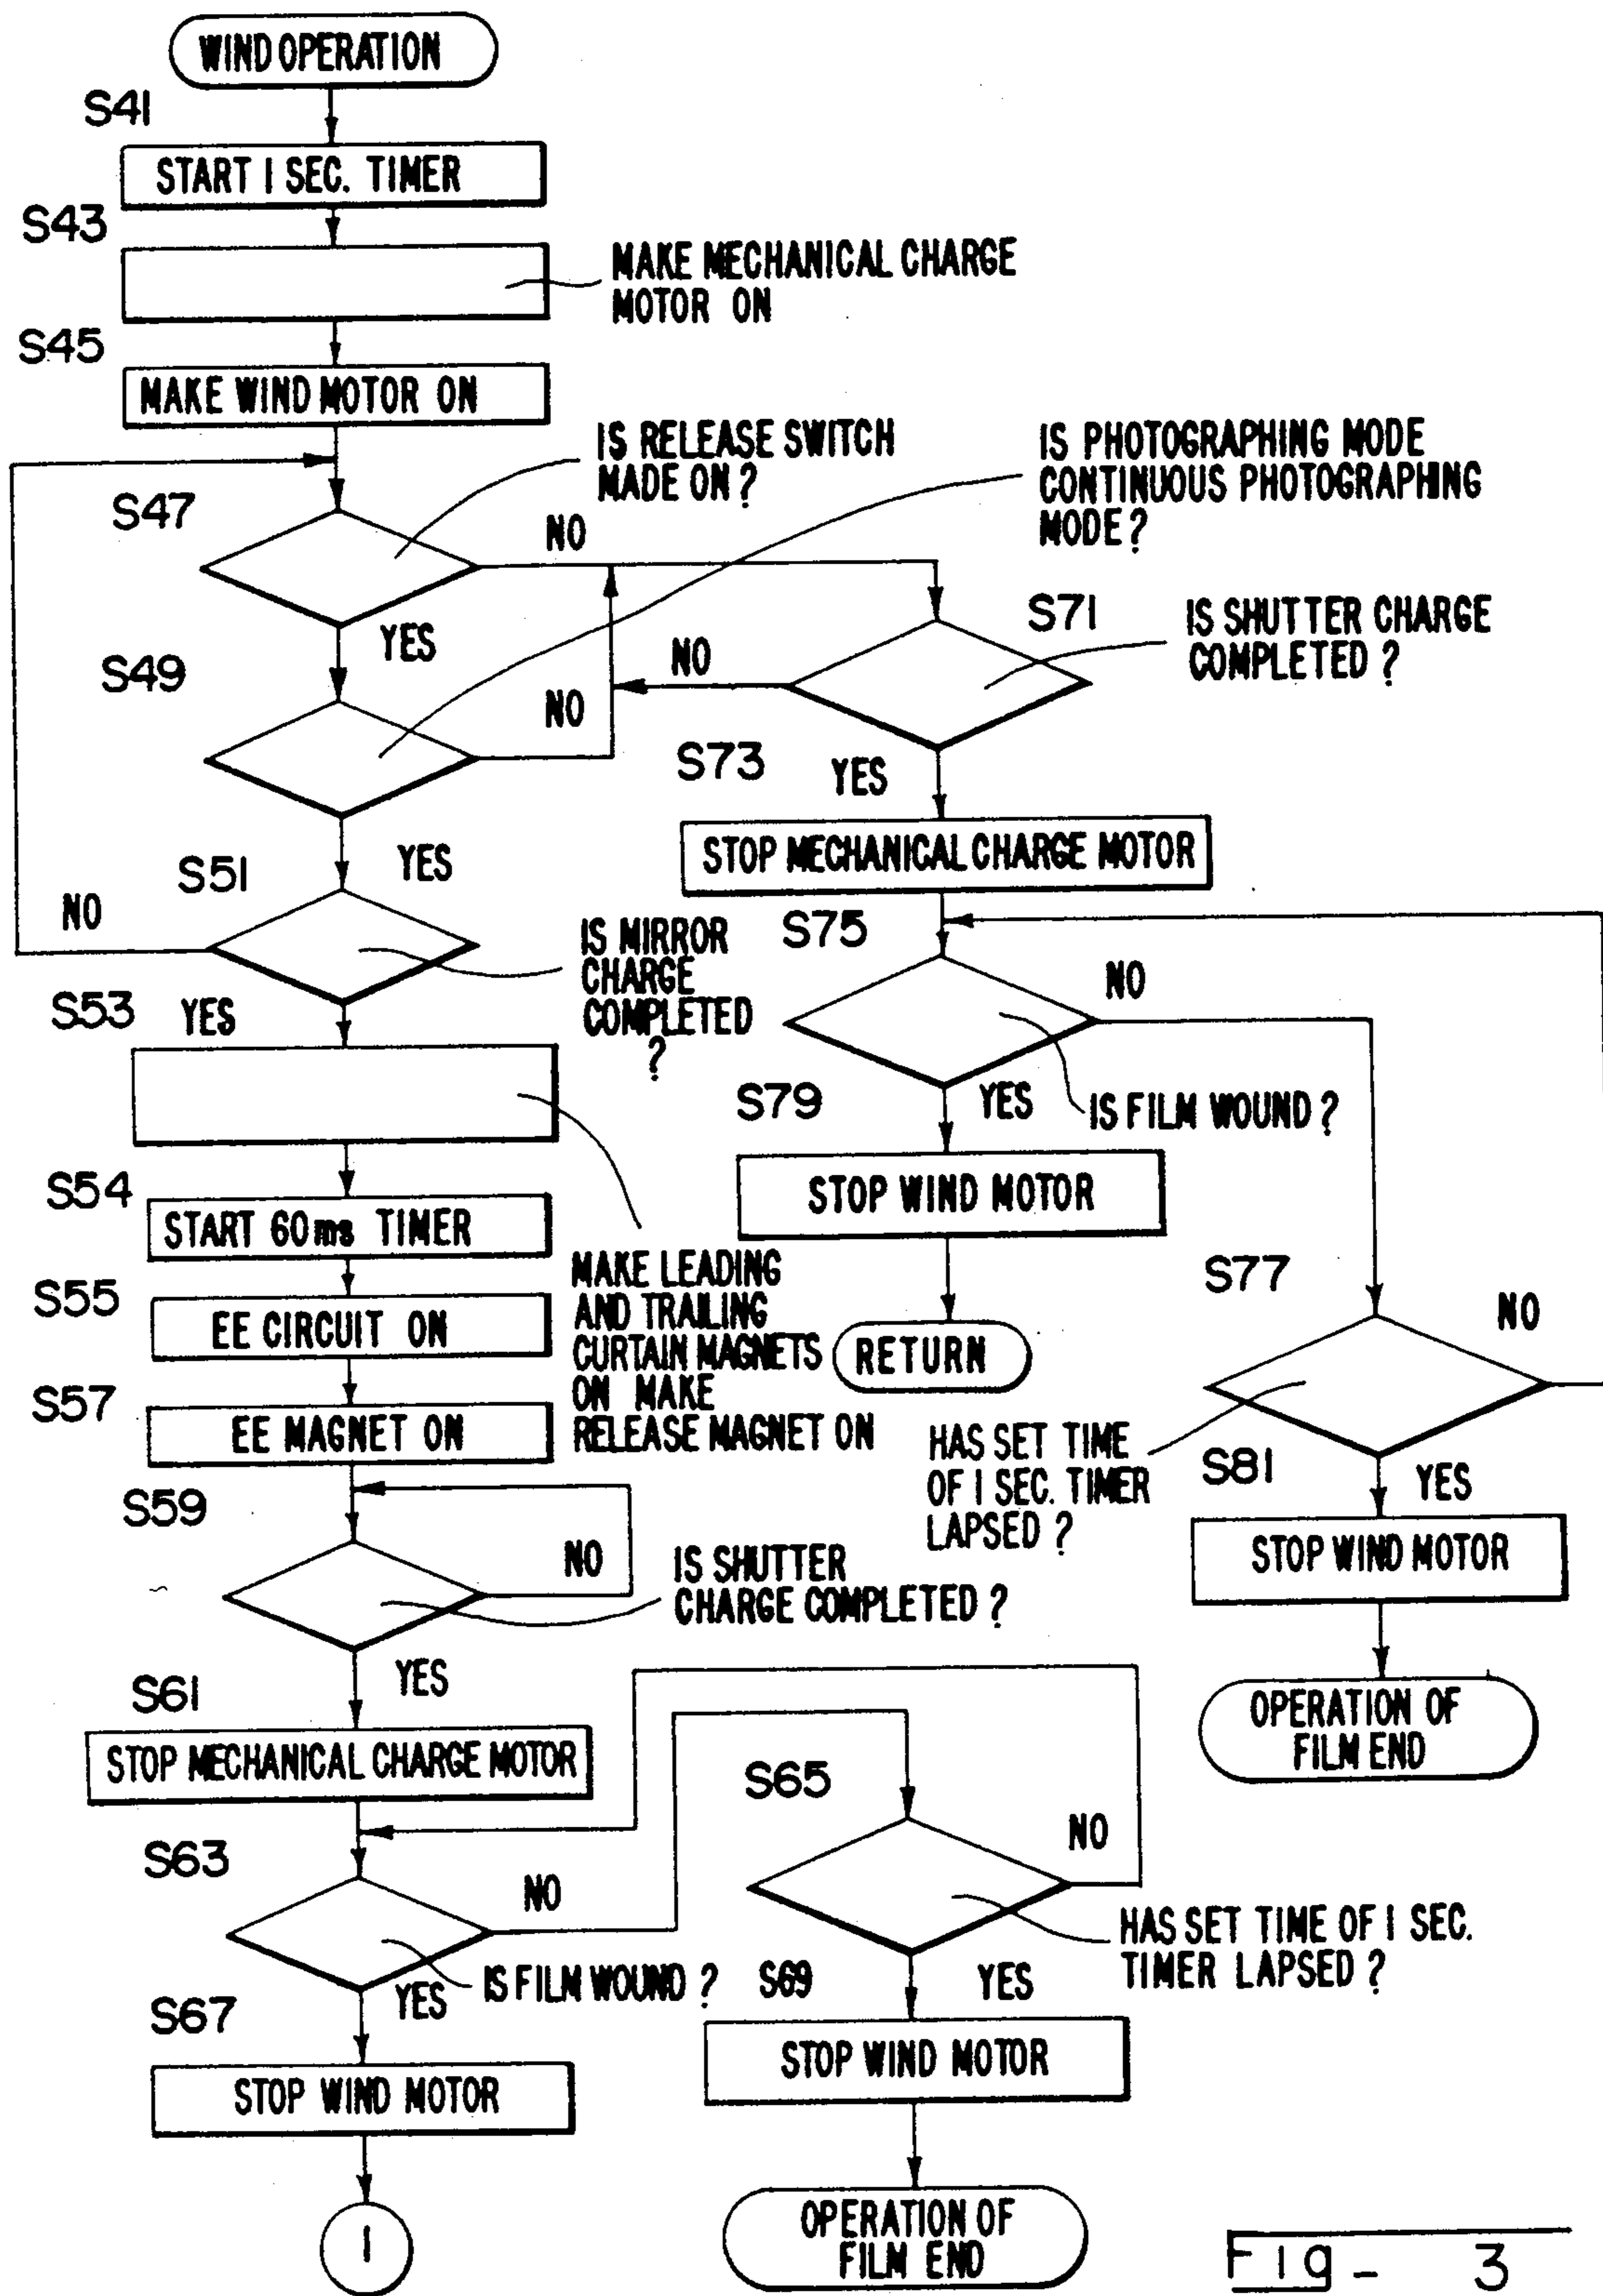 WIND OPERATION
S41
START 1 SEC. TIMER
S43
MAKE MECHANICAL CHARGE
MOTOR ON
S45
MAKE WIND MOTOR ON
IS RELEASE SWITCH
MADE ON ?
IS PHOTOGRAPHING MODE
CONTINUOUS PHOTOGRAPHING
MODE ?
S47
NO
YES
S71
IS SHUTTER CHARGE
COMPLETED ?
S49
NO
NO
S73
YES
YES
STOP MECHANICAL CHARGE MOTOR
S51
NO
IS MIRROR
CHARGE
COMPLETED
?
S75
NO
S53
YES
IS FILM WOUND ?
S79
YES
STOP WIND MOTOR
S54
START 60ms TIMER
MAKE LEADING
AND TRAILING
CURTAIN MAGNETS
ON MAKE
RELEASE MAGNET ON
S77
NO
S55
EE CIRCUIT ON
RETURN
S57
EE MAGNET ON
HAS SET TIME
OF 1 SEC. TIMER
LAPSED ?
S81
YES
STOP WIND MOTOR
S59
NO
IS SHUTTER
CHARGE COMPLETED ?
YES
S61
STOP MECHANICAL CHARGE MOTOR
OPERATION OF
FILM END
S65
NO
S63
NO
HAS SET TIME OF 1 SEC.
TIMER LAPSED ?
IS FILM WOUND ?
YES
S69
YES
S67
STOP WIND MOTOR
STOP WIND MOTOR
1
OPERATION OF
FILM END
Fig - 3